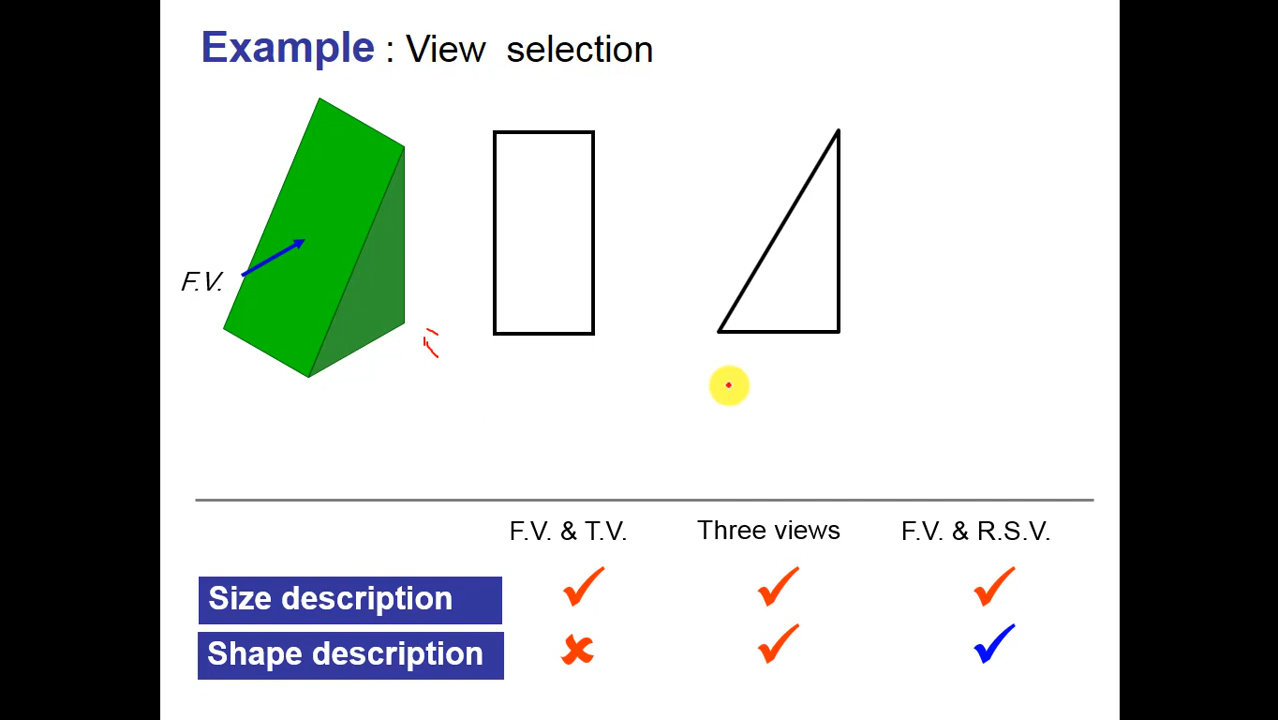 Example : View selection
F.V.
F.V. & T.V. Three views F.V. & R.S.V.
Size description
Shape description